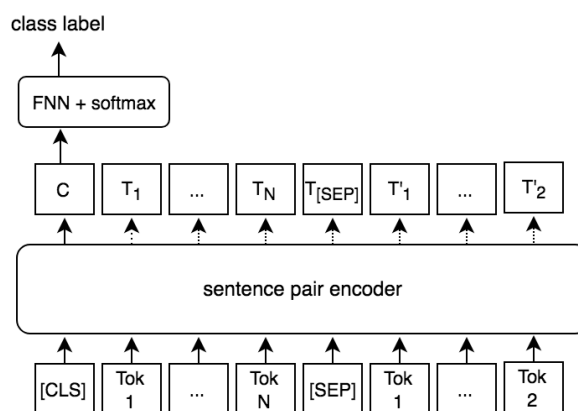 class label
FNN + softmax
C T1 ... TN T[SEP] T'1 ... T'2
sentence pair encoder
[CLS] Tok 1 ... Tok N [SEP] Tok 1 ... Tok 2